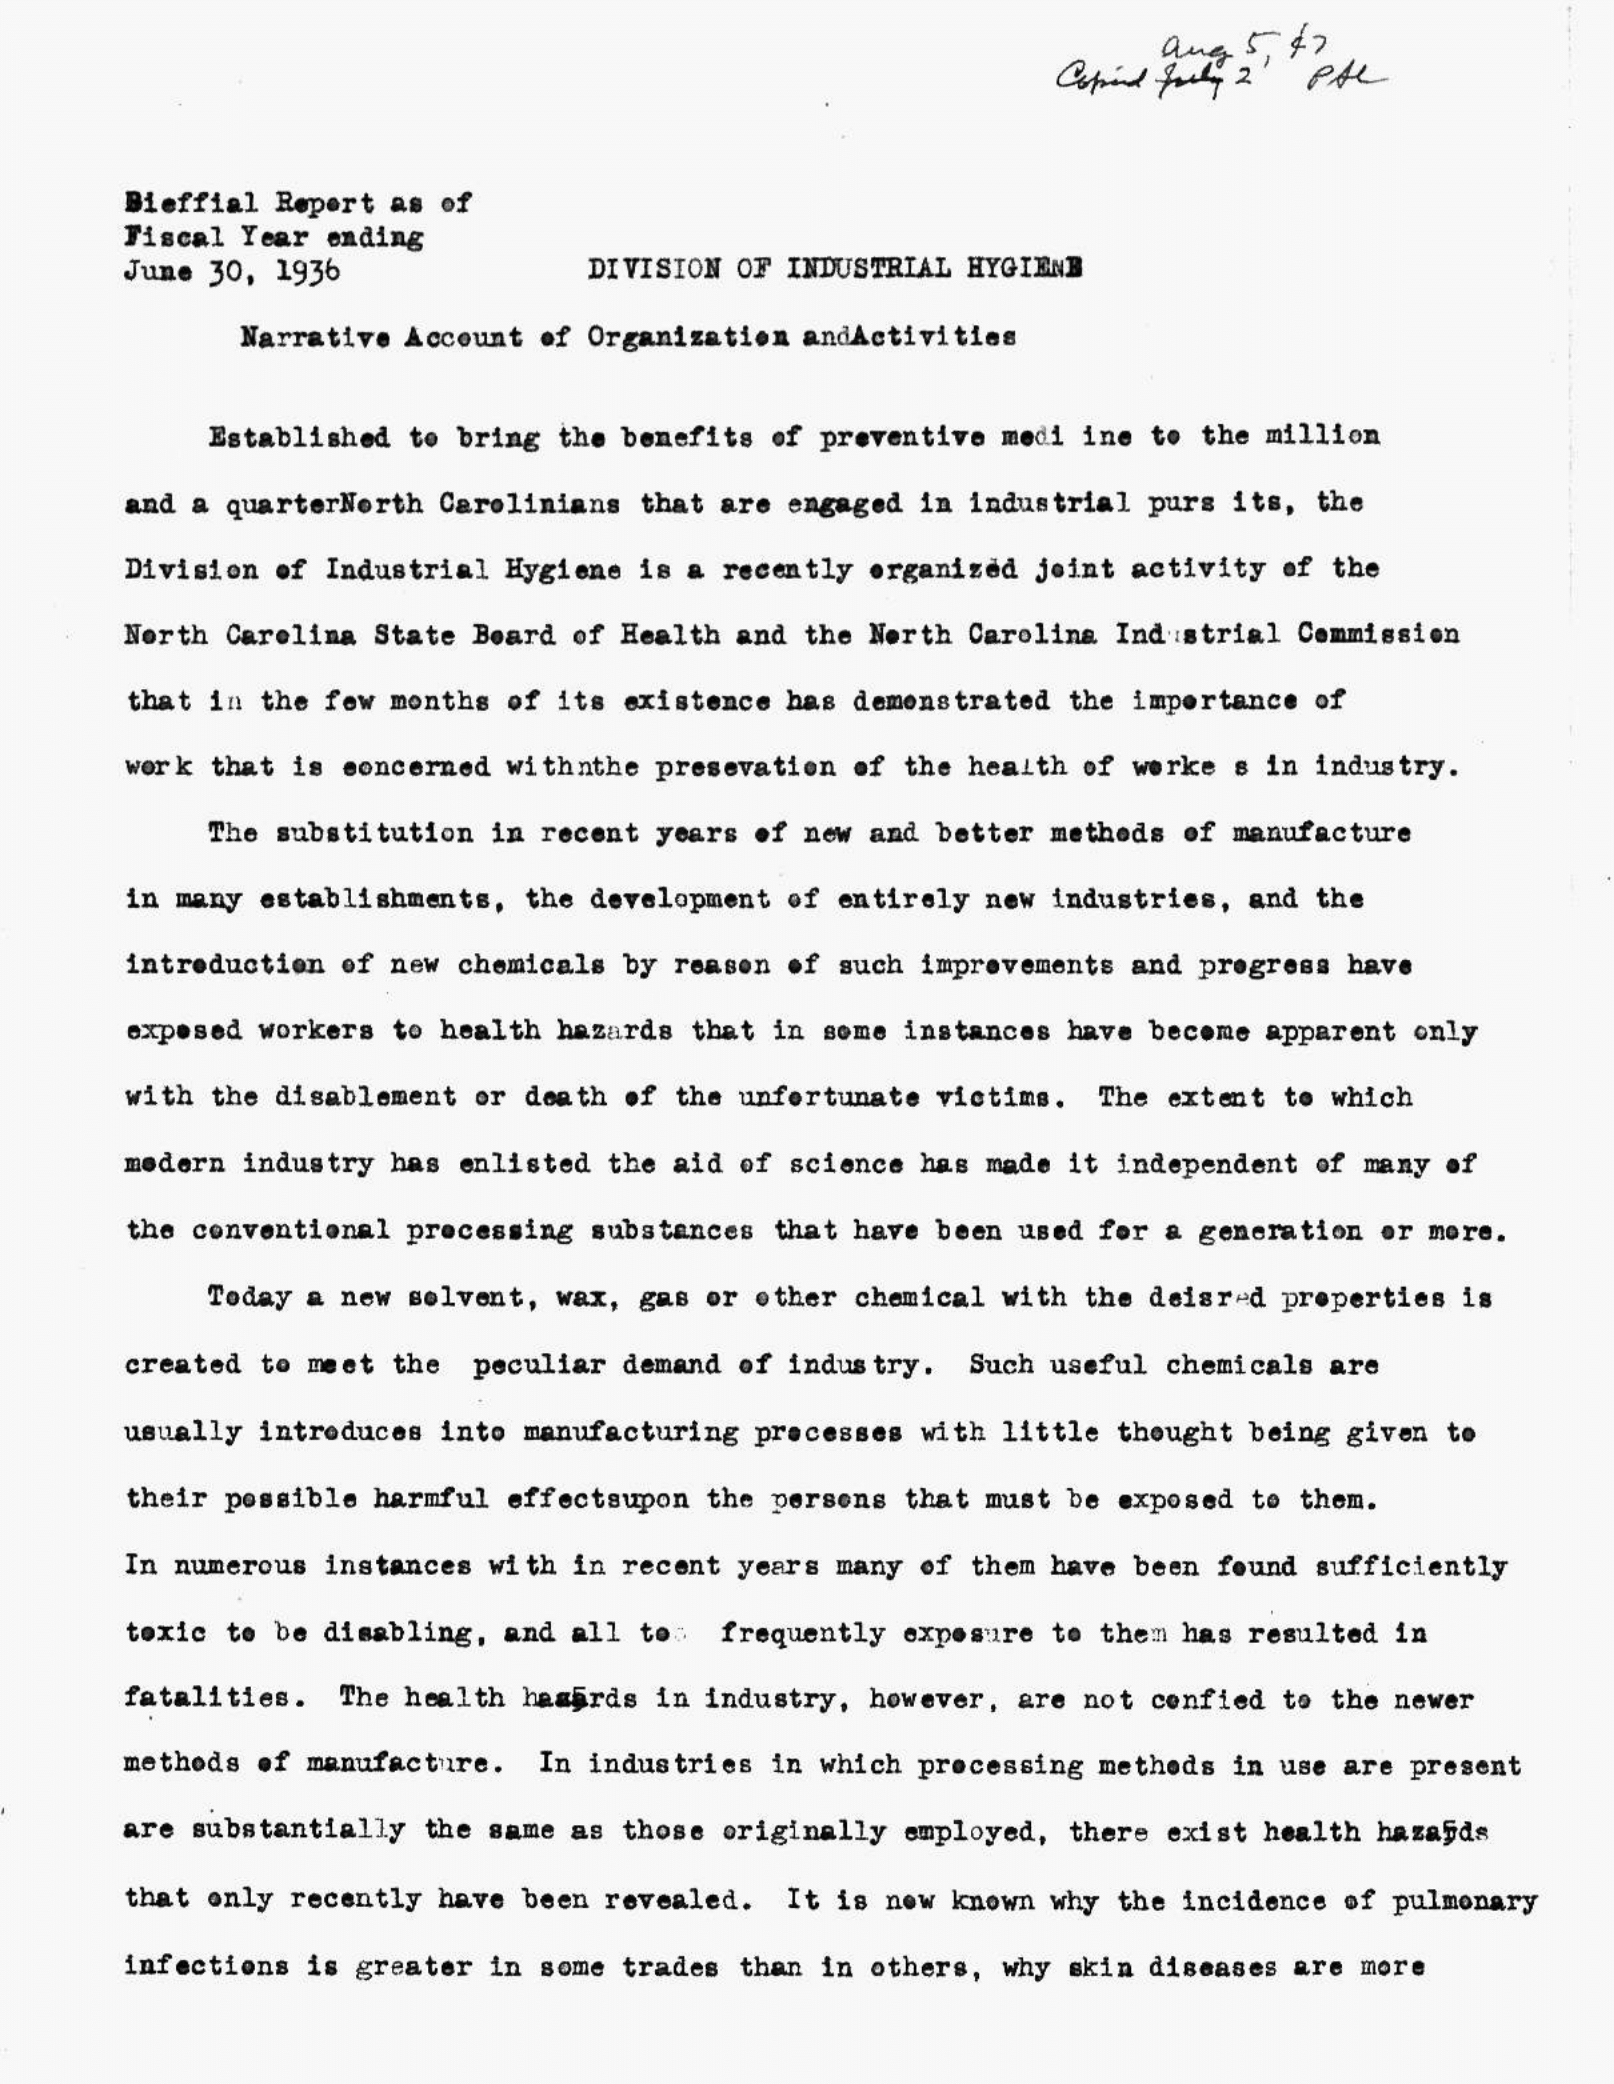 Aug 5, 47
Copied July 2
Bieffial Report as of
Fiscal Year ending
June 30, 1936 DIVISION OF INDUSTRIAL HYGIENE
Narrative Account of Organization andActivities
Established to bring the benefits of preventive medi ine to the million
and a quarterNorth Carolinians that are engaged in industrial purs its, the
Division of Industrial Hygiene is a recently organized joint activity of the
North Carolina State Board of Health and the North Carolina Industrial Commission
that in the few months of its existence has demonstrated the importance of
work that is concerned withnthe presevation of the health of worke s in industry.
The substitution in recent years of new and better methods of manufacture
in many establishments, the development of entirely new industries, and the
introduction of new chemicals by reason of such improvements and progress have
exposed workers to health hazards that in some instances have become apparent only
with the disablement or death of the unfortunate victims. The extent to which
modern industry has enlisted the aid of science has made it independent of many of
the conventional processing substances that have been used for a generation or more.
Today a new solvent, wax, gas or other chemical with the deisred properties is
created to meet the peculiar demand of industry. Such useful chemicals are
usually introduces into manufacturing processes with little thought being given to
their possible harmful effectsupon the persons that must be exposed to them.
In numerous instances with in recent years many of them have been found sufficiently
toxic to be disabling, and all too frequently exposure to them has resulted in
fatalities. The health hazards in industry, however, are not confied to the newer
methods of manufacture. In industries in which processing methods in use are present
are substantially the same as those originally employed, there exist health hazards
that only recently have been revealed. It is now known why the incidence of pulmonary
infections is greater in some trades than in others, why skin diseases are more